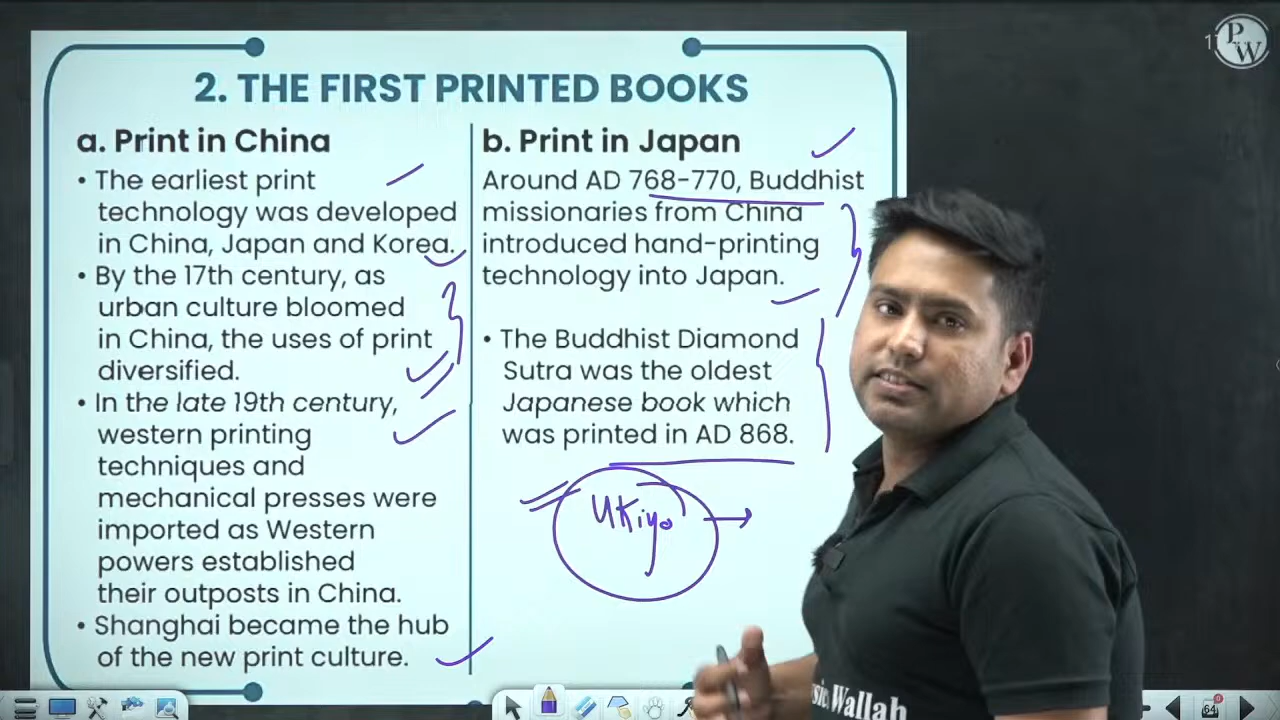 2. THE FIRST PRINTED BOOKS
a. Print in China
• The earliest print
technology was developed
in China, Japan and Korea.
• By the 17th century, as
urban culture bloomed
in China, the uses of print
diversified.
• In the late 19th century,
western printing
techniques and
mechanical presses were
imported as Western
powers established
their outposts in China.
• Shanghai became the hub
of the new print culture.
b. Print in Japan
Around AD 768-770, Buddhist
missionaries from China
introduced hand-printing
technology into Japan.
• The Buddhist Diamond
Sutra was the oldest
Japanese book which
was printed in AD 868.
Ukiyo
PW
Wallah
64